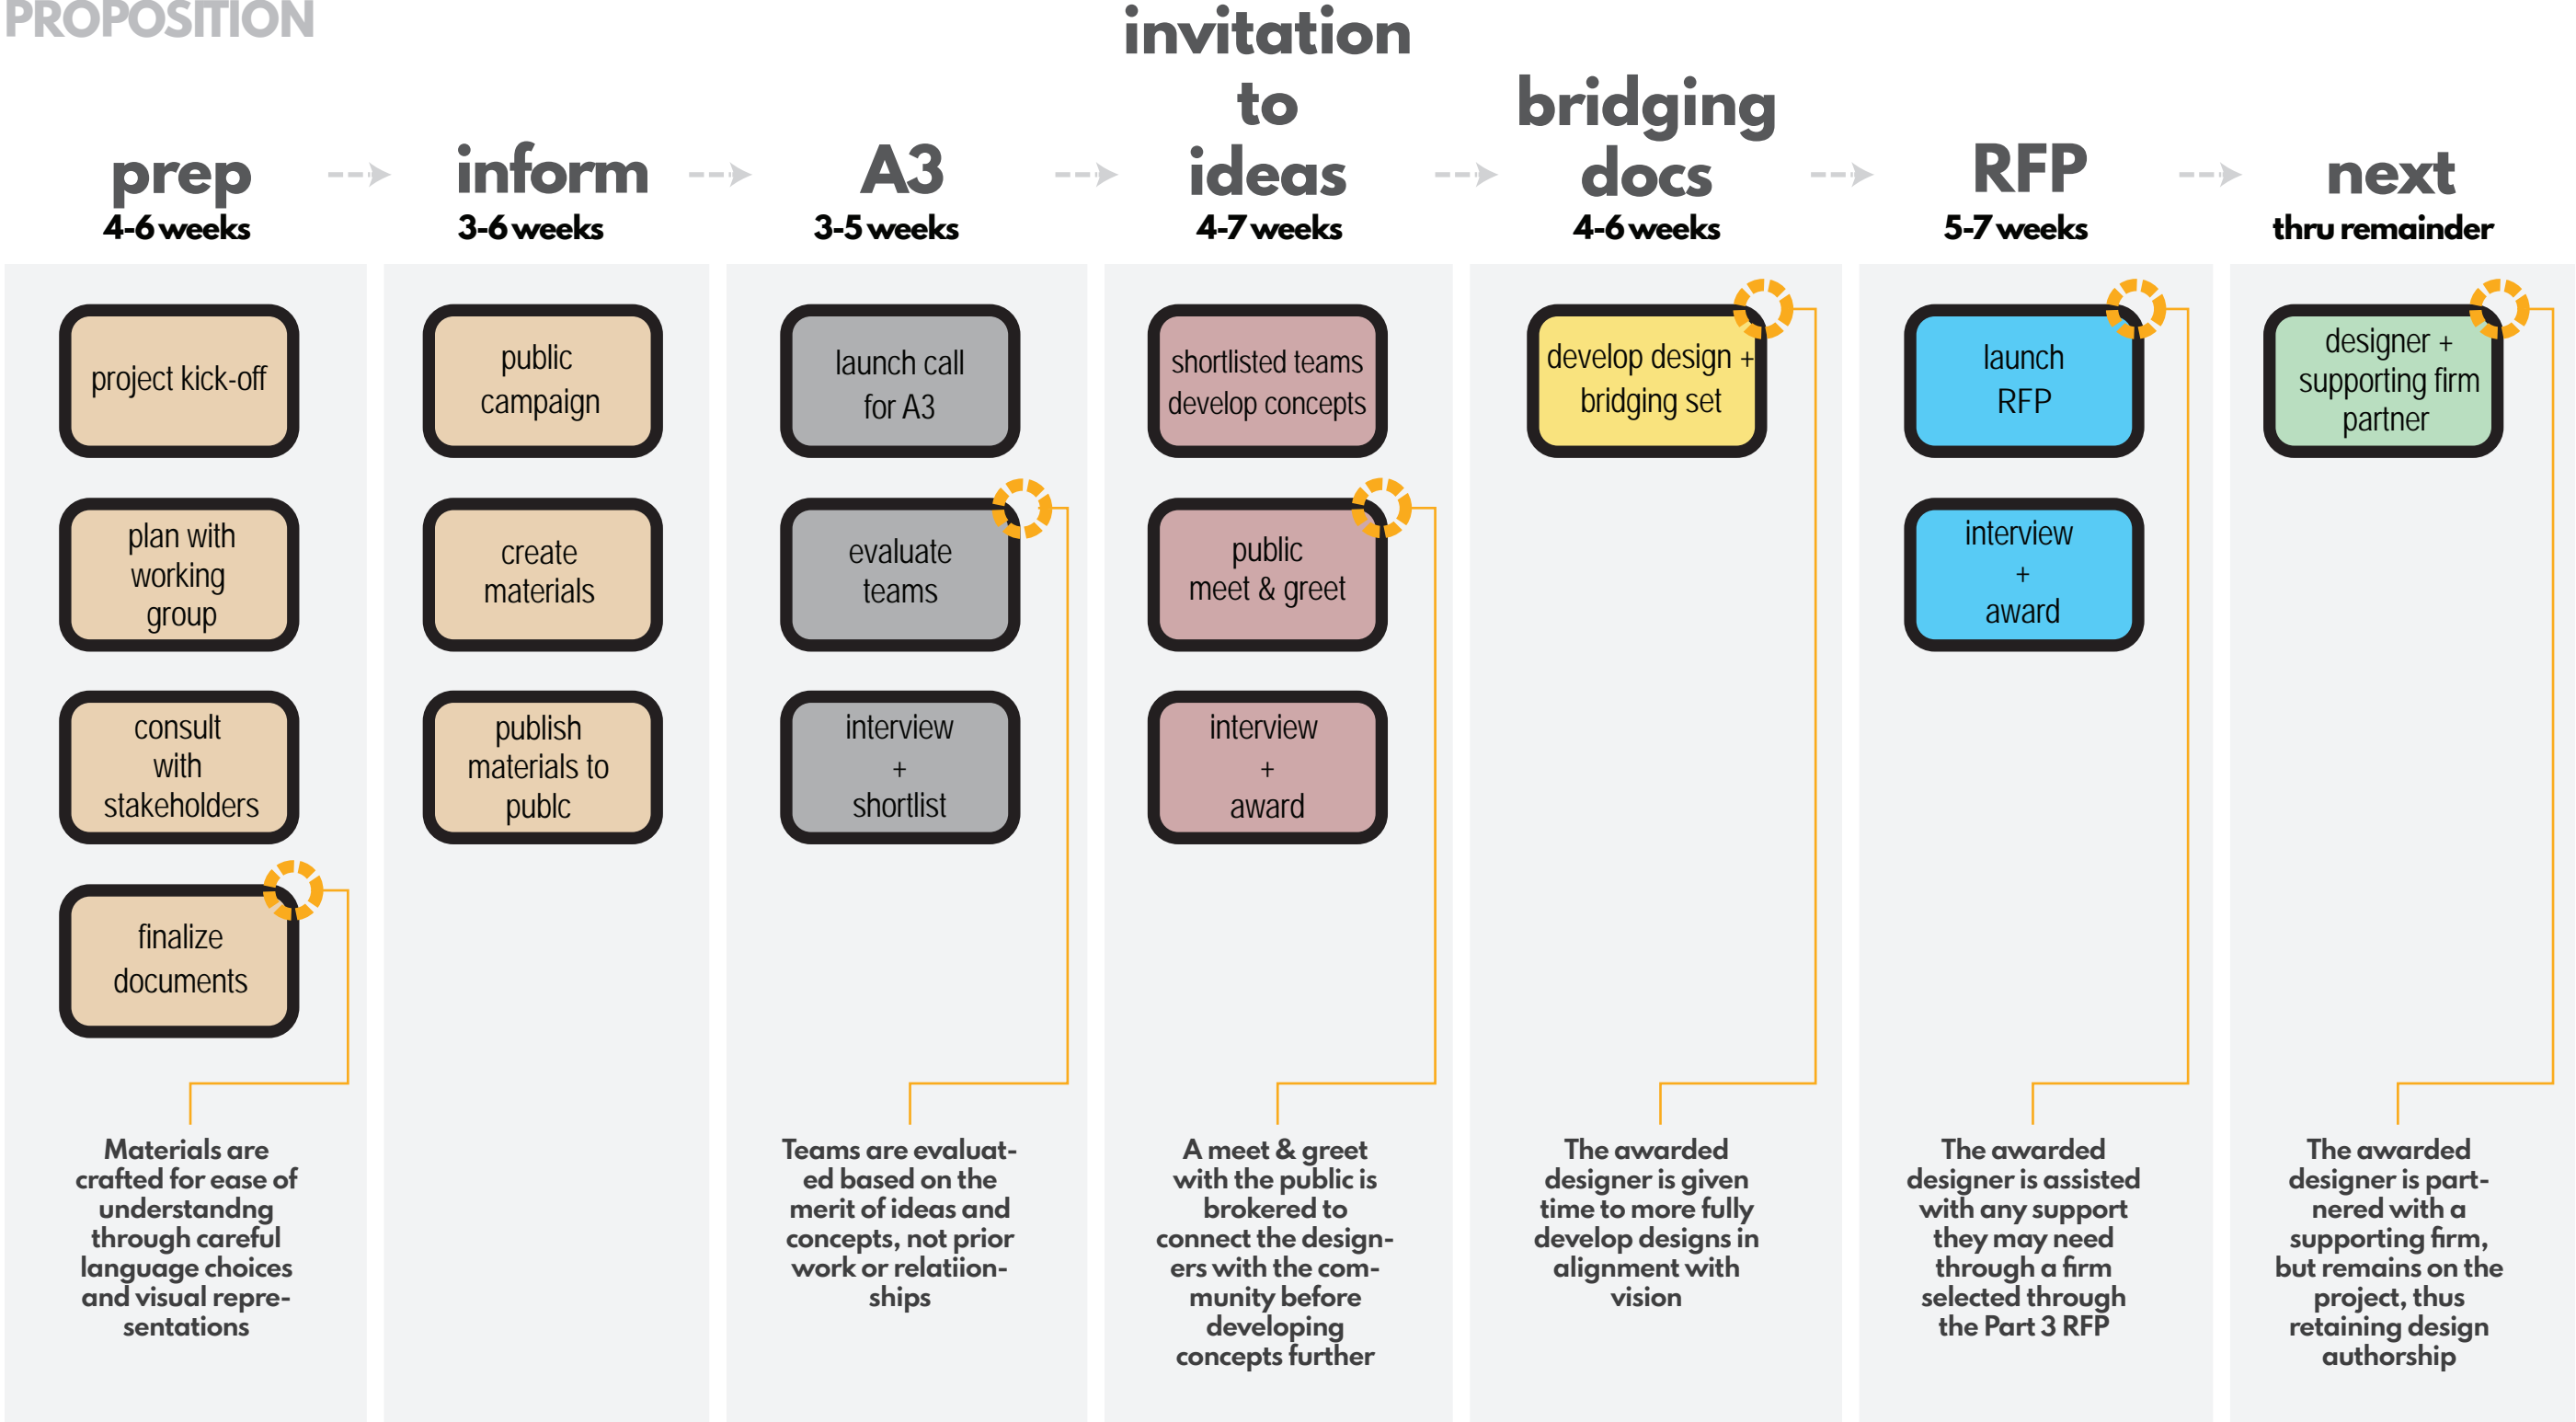 PROPOSITION
prep
4-6 weeks
inform
3-6 weeks
A3
3-5 weeks
invitation
to
ideas
4-7 weeks
bridging
docs
4-6 weeks
RFP
5-7 weeks
next
thru remainder
project kick-off
plan with
working
group
consult
with
stakeholders
finalize
documents
Materials are
crafted for ease of
understandng
through careful
language choices
and visual repre-
sentations
public
campaign
create
materials
publish
materials to
publc
launch call
for A3
evaluate
teams
interview
+
shortlist
Teams are evaluat-
ed based on the
merit of ideas and
concepts, not prior
work or relatiion-
ships
shortlisted teams
develop concepts
public
meet & greet
interview
+
award
A meet & greet
with the public is
brokered to
connect the design-
ers with the com-
munity before
developing
concepts further
develop design +
bridging set
The awarded
designer is given
time to more fully
develop designs in
alignment with
vision
launch
RFP
interview
+
award
The awarded
designer is assisted
with any support
they may need
through a firm
selected through
the Part 3 RFP
designer +
supporting firm
partner
The awarded
designer is part-
nered with a
supporting firm,
but remains on the
project, thus
retaining design
authorship